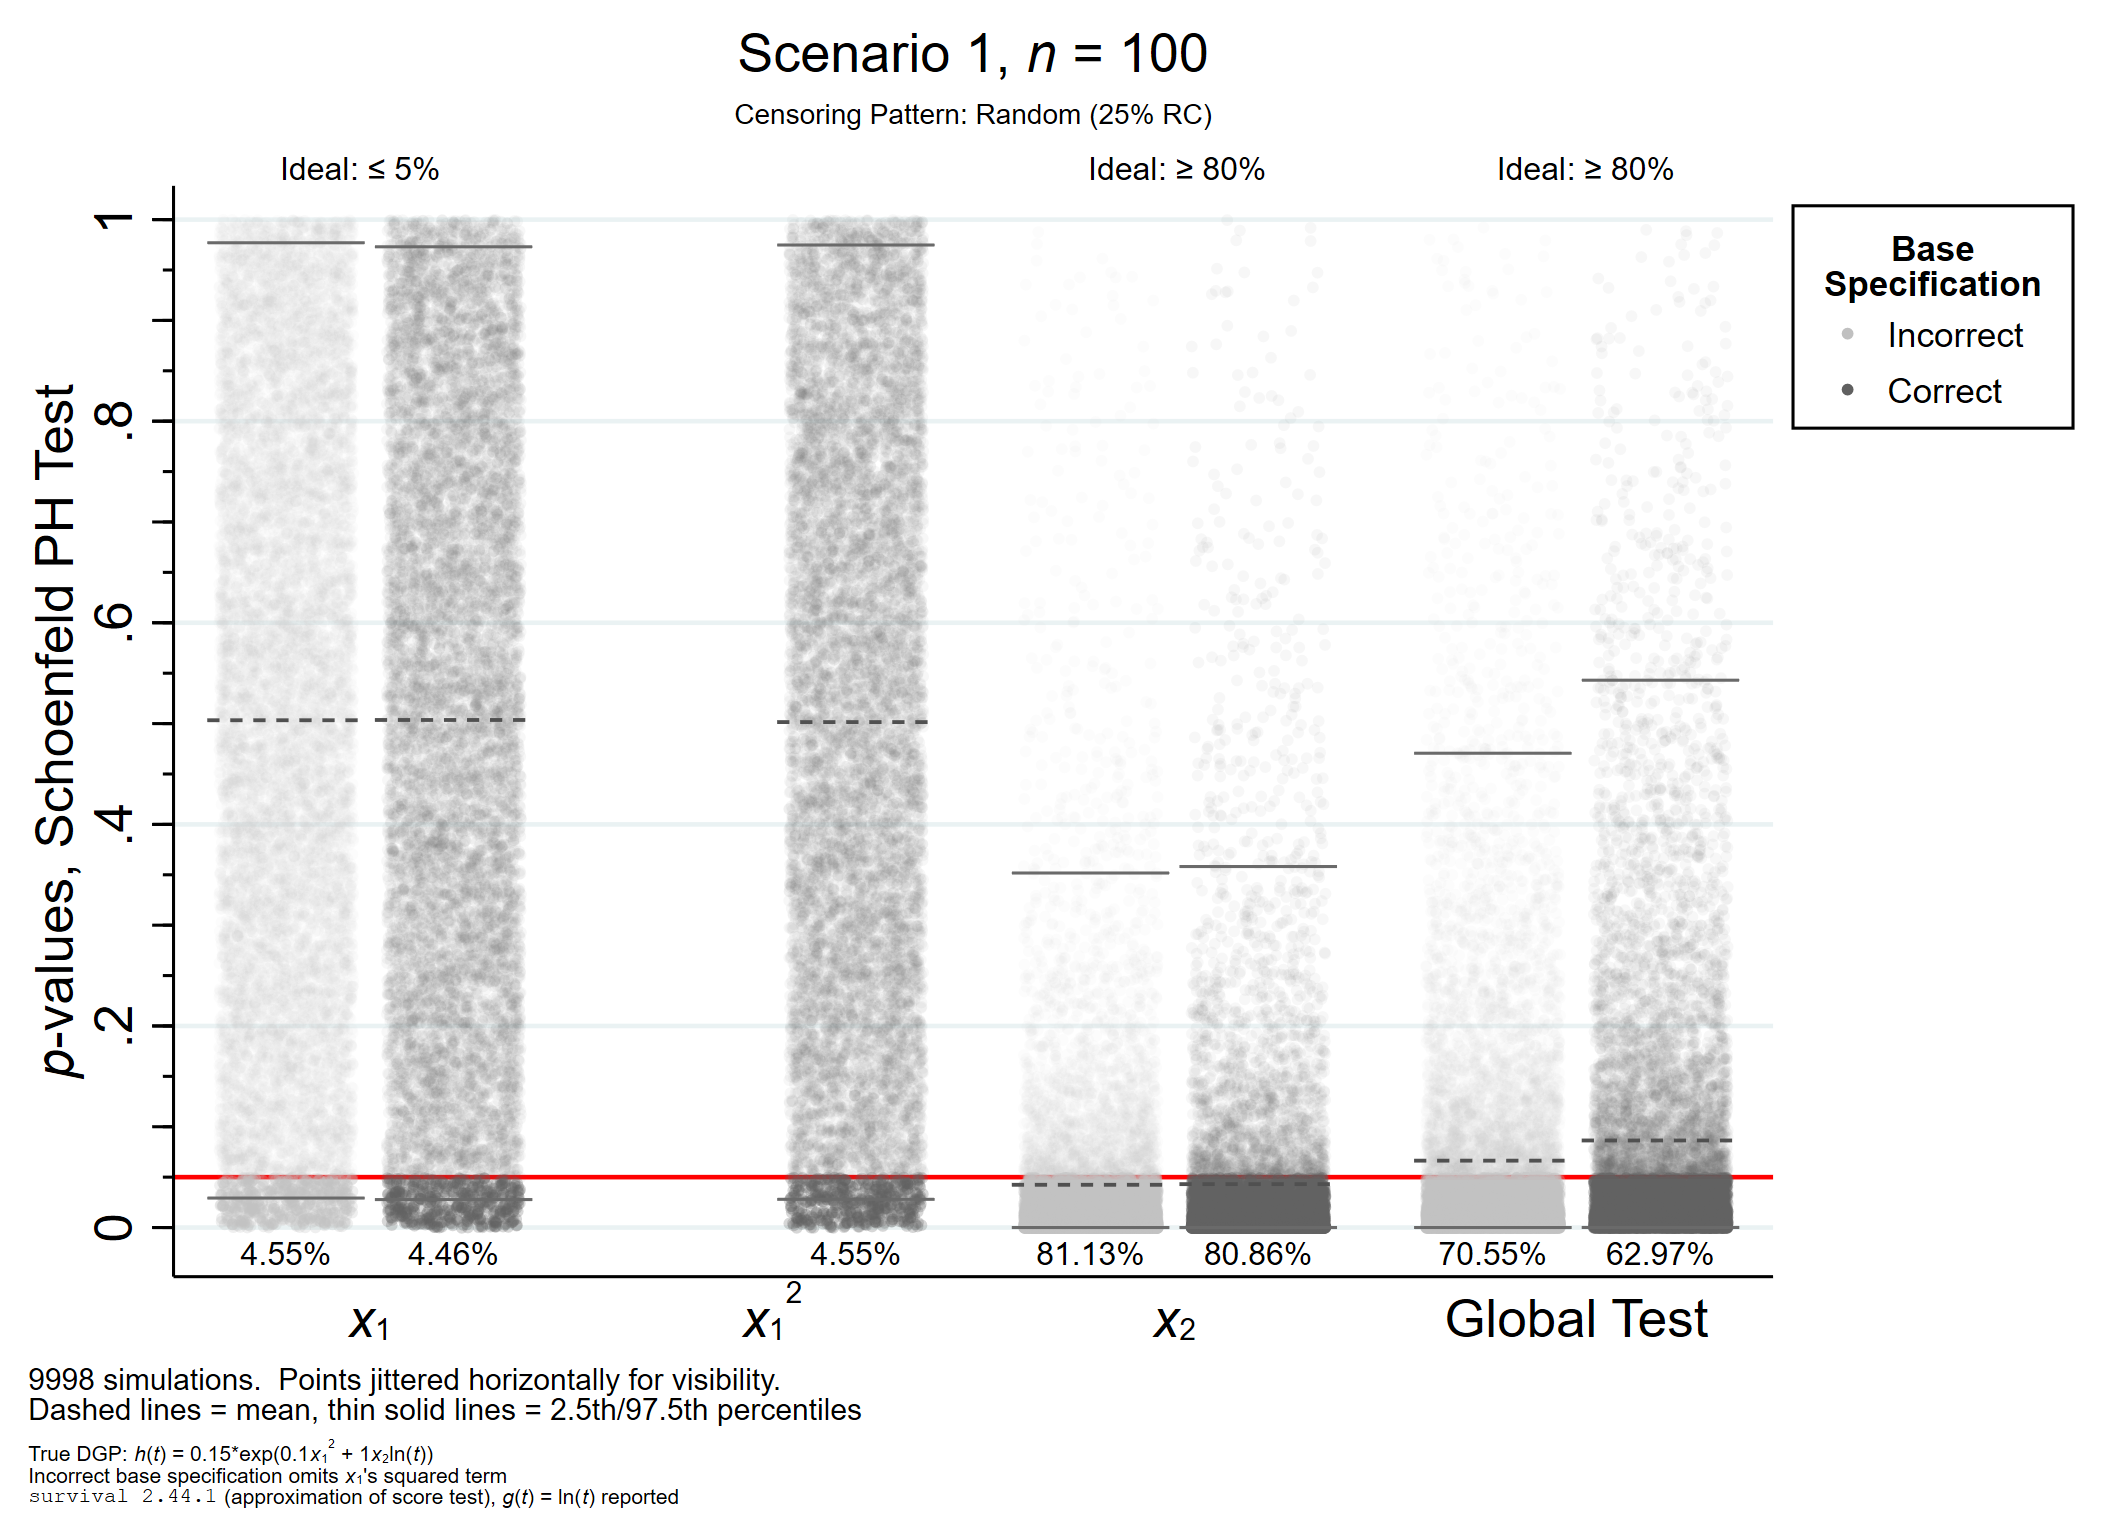 Scenario 1, n = 100
Censoring Pattern: Random (25% RC)
Ideal: ≤ 5%
Ideal: ≥ 80%
Ideal: ≥ 80%
p-values, Schoenfeld PH Test
1
.8
.6
.4
.2
0
Base
Specification
Incorrect
Correct
4.55%
4.46%
4.55%
81.13%
80.86%
70.55%
62.97%
x₁
x₁²
x₂
Global Test
9998 simulations.  Points jittered horizontally for visibility.
Dashed lines = mean, thin solid lines = 2.5th/97.5th percentiles
True DGP: h(t) = 0.15*exp(0.1x₁² + 1x₂ln(t))
Incorrect base specification omits x₁'s squared term
survival 2.44.1 (approximation of score test), g(t) = ln(t) reported